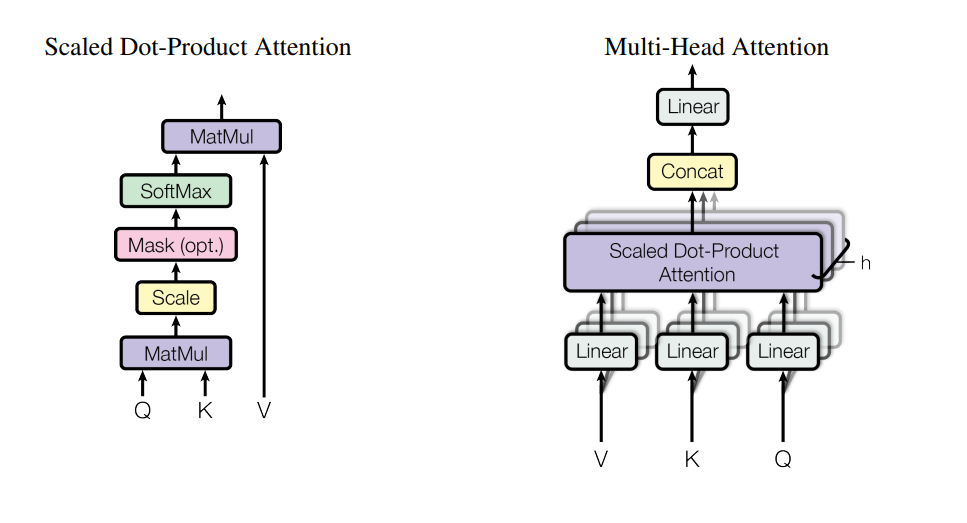 Scaled Dot-Product Attention
MatMul
SoftMax
Mask (opt.)
Scale
MatMul
Q K V
Multi-Head Attention
Linear
Concat
Scaled Dot-Product
Attention
h
Linear Linear Linear
V K Q